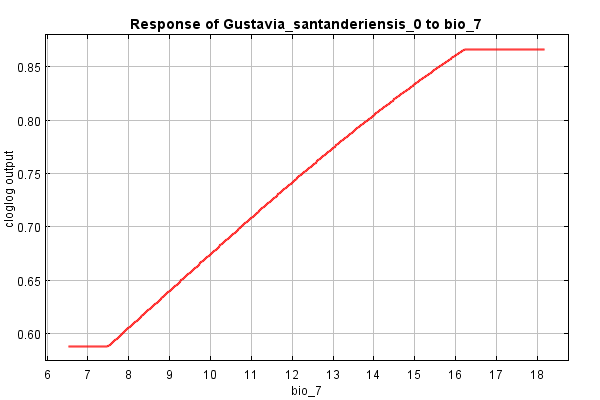 Response of Gustavia_santanderiensis_0 to bio_7
cloglog output
0.85
0.80
0.75
0.70
0.65
0.60
6 7 8 9 10 11 12 13 14 15 16 17 18
bio_7